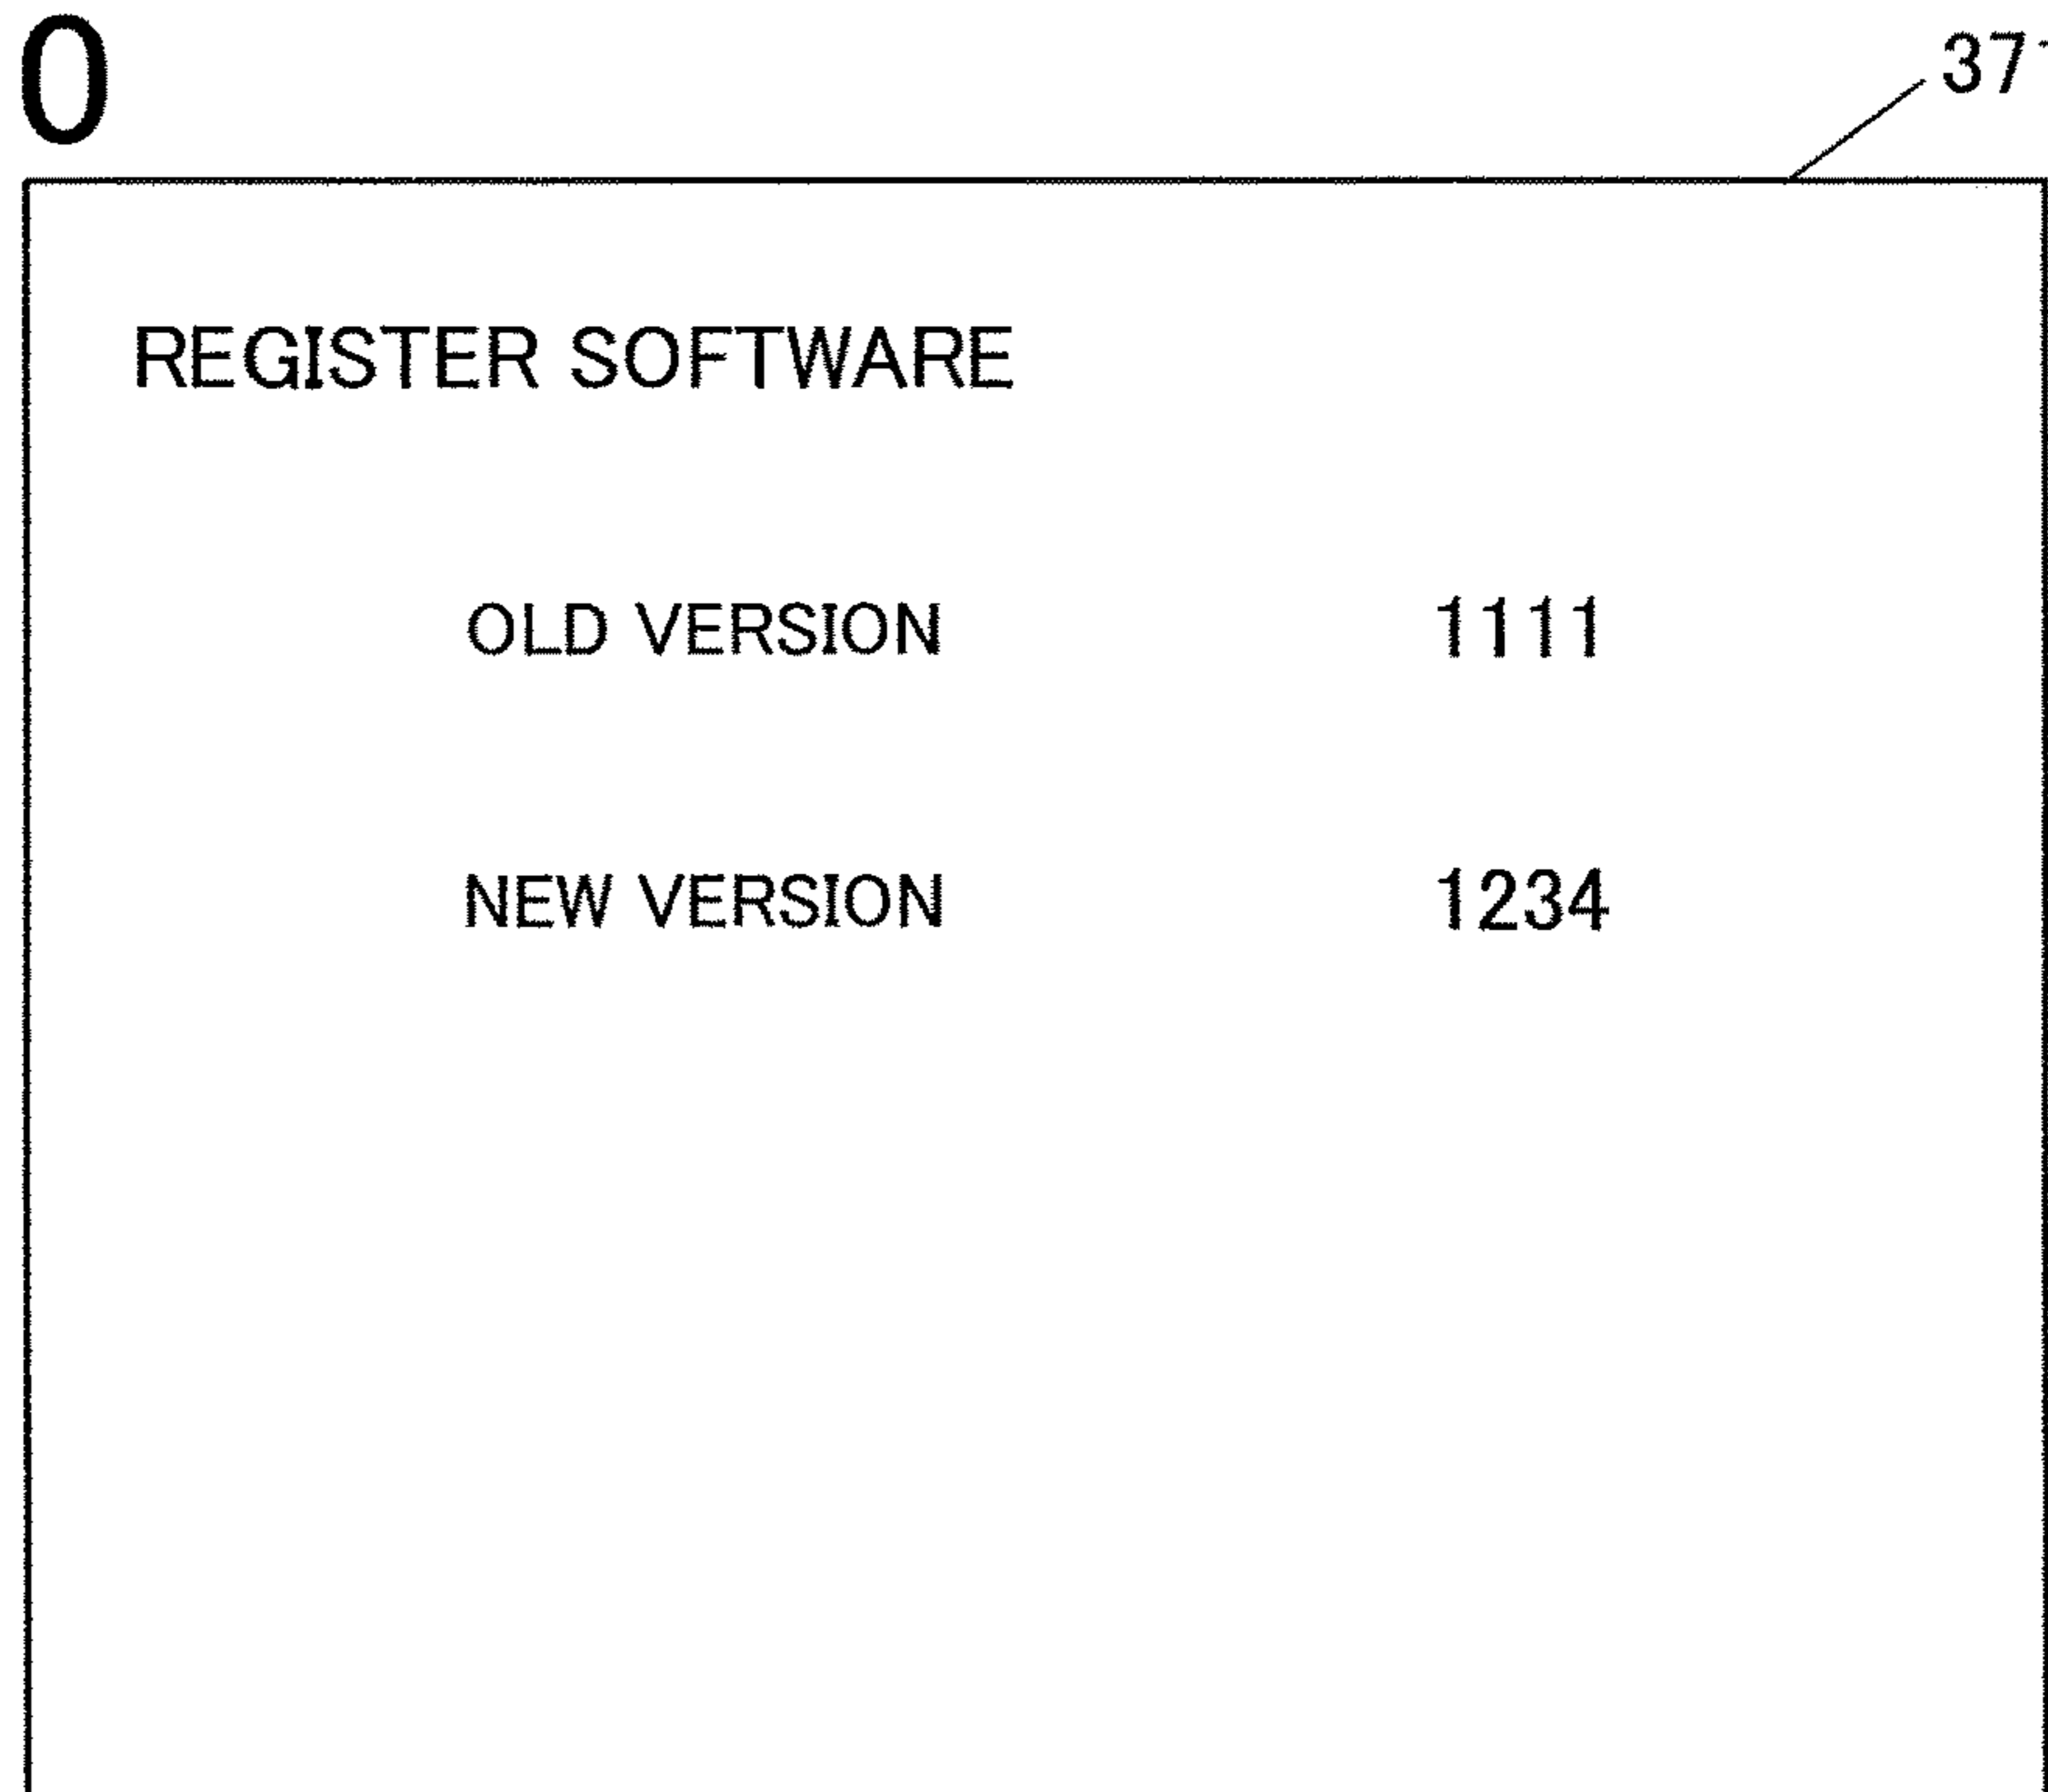 0
37
REGISTER SOFTWARE
OLD VERSION 1111
NEW VERSION 1234